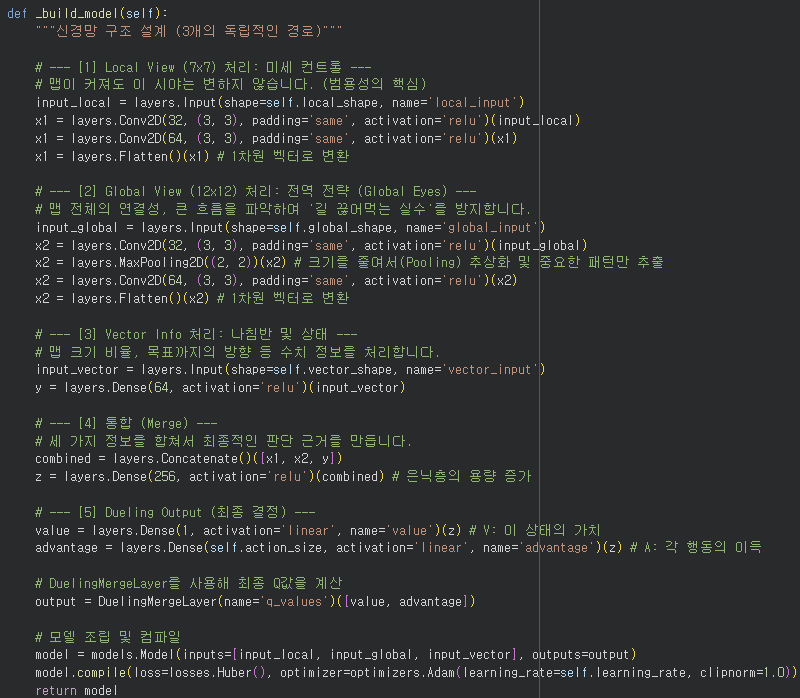 def _build_model(self):
    """신경망 구조 설계 (3개의 독립적인 경로)"""
    # --- [1] Local View (7x7) 처리: 미세 컨트롤 ---
    # 맵이 커져도 이 시야는 변하지 않습니다. (범용성의 핵심)
    input_local = layers.Input(shape=self.local_shape, name='local_input')
    x1 = layers.Conv2D(32, (3, 3), padding='same', activation='relu')(input_local)
    x1 = layers.Conv2D(64, (3, 3), padding='same', activation='relu')(x1)
    x1 = layers.Flatten()(x1) # 1차원 벡터로 변환
    # --- [2] Global View (12x12) 처리: 전역 전략 (Global Eyes) ---
    # 맵 전체의 연결성, 큰 흐름을 파악하여 '길 끊어먹는 실수'를 방지합니다.
    input_global = layers.Input(shape=self.global_shape, name='global_input')
    x2 = layers.Conv2D(32, (3, 3), padding='same', activation='relu')(input_global)
    x2 = layers.MaxPooling2D((2, 2))(x2) # 크기를 줄여서(Pooling) 추상화 및 중요한 패턴만 추출
    x2 = layers.Conv2D(64, (3, 3), padding='same', activation='relu')(x2)
    x2 = layers.Flatten()(x2) # 1차원 벡터로 변환
    # --- [3] Vector Info 처리: 나침반 및 상태 ---
    # 맵 크기 비율, 목표까지의 방향 등 수치 정보를 처리합니다.
    input_vector = layers.Input(shape=self.vector_shape, name='vector_input')
    y = layers.Dense(64, activation='relu')(input_vector)
    # --- [4] 통합 (Merge) ---
    # 세 가지 정보를 합쳐서 최종적인 판단 근거를 만듭니다.
    combined = layers.Concatenate()([x1, x2, y])
    z = layers.Dense(256, activation='relu')(combined) # 은닉층의 용량 증가
    # --- [5] Dueling Output (최종 결정) ---
    value = layers.Dense(1, activation='linear', name='value')(z) # V: 이 상태의 가치
    advantage = layers.Dense(self.action_size, activation='linear', name='advantage')(z) # A: 각 행동의 이득
    # DuelingMergeLayer를 사용해 최종 Q값을 계산
    output = DuelingMergeLayer(name='q_values')([value, advantage])
    # 모델 조립 및 컴파일
    model = models.Model(inputs=[input_local, input_global, input_vector], outputs=output)
    model.compile(loss=losses.Huber(), optimizer=optimizers.Adam(learning_rate=self.learning_rate, clipnorm=1.0))
    return model